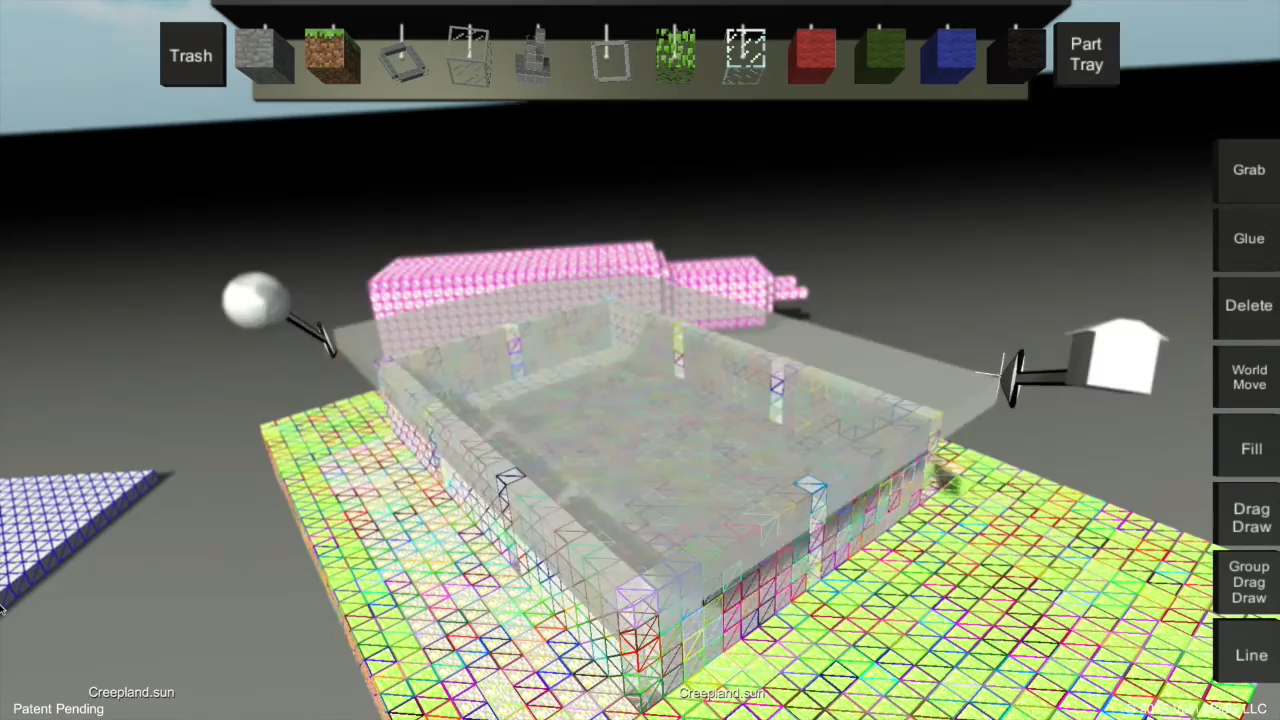 Trash
Part
Tray
Grab
Glue
Delete
World
Move
Fill
Drag
Draw
Group
Drag
Draw
Line
Creepland.sun
Creepland.sun
Patent Pending
LLC